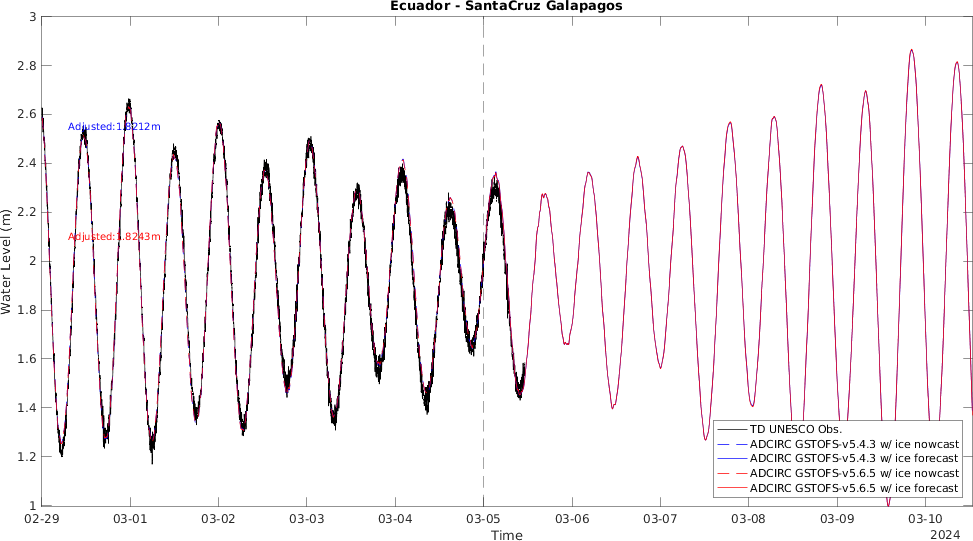 Ecuador - SantaCruz Galapagos
3
2.8
2.6
2.4
2.2
2
1.8
1.6
1.4
1.2
1
Water Level (m)
Adjusted:1.8212m
Adjusted:1.8243m
TD UNESCO Obs.
ADCIRC GSTOFS-v5.4.3 w/ ice nowcast
ADCIRC GSTOFS-v5.4.3 w/ ice forecast
ADCIRC GSTOFS-v5.6.5 w/ ice nowcast
ADCIRC GSTOFS-v5.6.5 w/ ice forecast
02-29 03-01 03-02 03-03 03-04 03-05 03-06 03-07 03-08 03-09 03-10
Time
2024